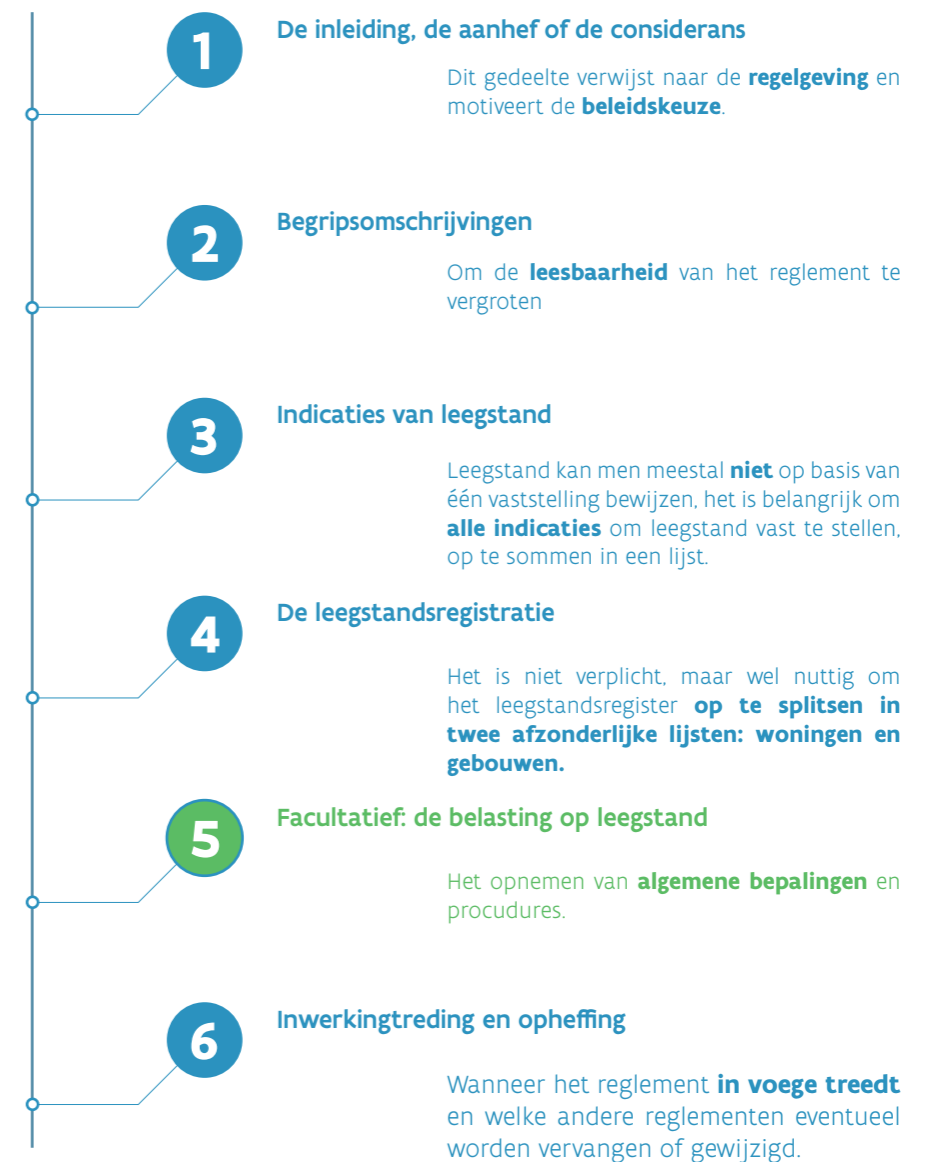 1
De inleiding, de aanhef of de considerans
Dit gedeelte verwijst naar de regelgeving en
motiveert de beleidskeuze.
2
Begripsomschrijvingen
Om de leesbaarheid van het reglement te
vergroten
3
Indicaties van leegstand
Leegstand kan men meestal niet op basis van
één vaststelling bewijzen, het is belangrijk om
alle indicaties om leegstand vast te stellen,
op te sommen in een lijst.
4
De leegstandsregistratie
Het is niet verplicht, maar wel nuttig om
het leegstandsregister op te splitsen in
twee afzonderlijke lijsten: woningen en
gebouwen.
5
Facultatief: de belasting op leegstand
Het opnemen van algemene bepalingen en
procudures.
6
Inwerkingtreding en opheffing
Wanneer het reglement in voege treedt
en welke andere reglementen eventueel
worden vervangen of gewijzigd.